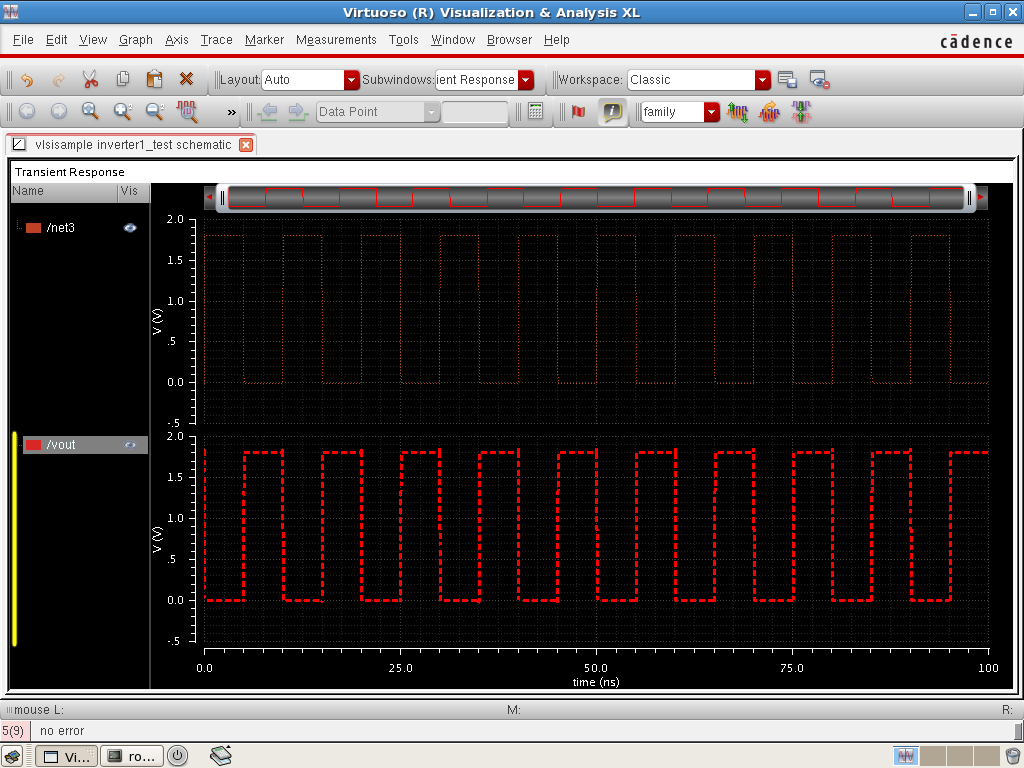 Virtuoso (R) Visualization & Analysis XL
File Edit View Graph Axis Trace Marker Measurements Tools Window Browser Help
cādence
Layout: Auto Subwindows: ient Response Workspace: Classic
» Data Point family
vlsisample inverter1_test schematic
Transient Response
Name Vis
/net3
2.0
1.5
1.0
.5
0.0
-.5
V (V)
/vout
2.0
1.5
1.0
.5
0.0
-.5
V (V)
0.0 25.0 50.0 75.0 100
time (ns)
mouse L: M: R:
5(9) no error
Vi... ro...